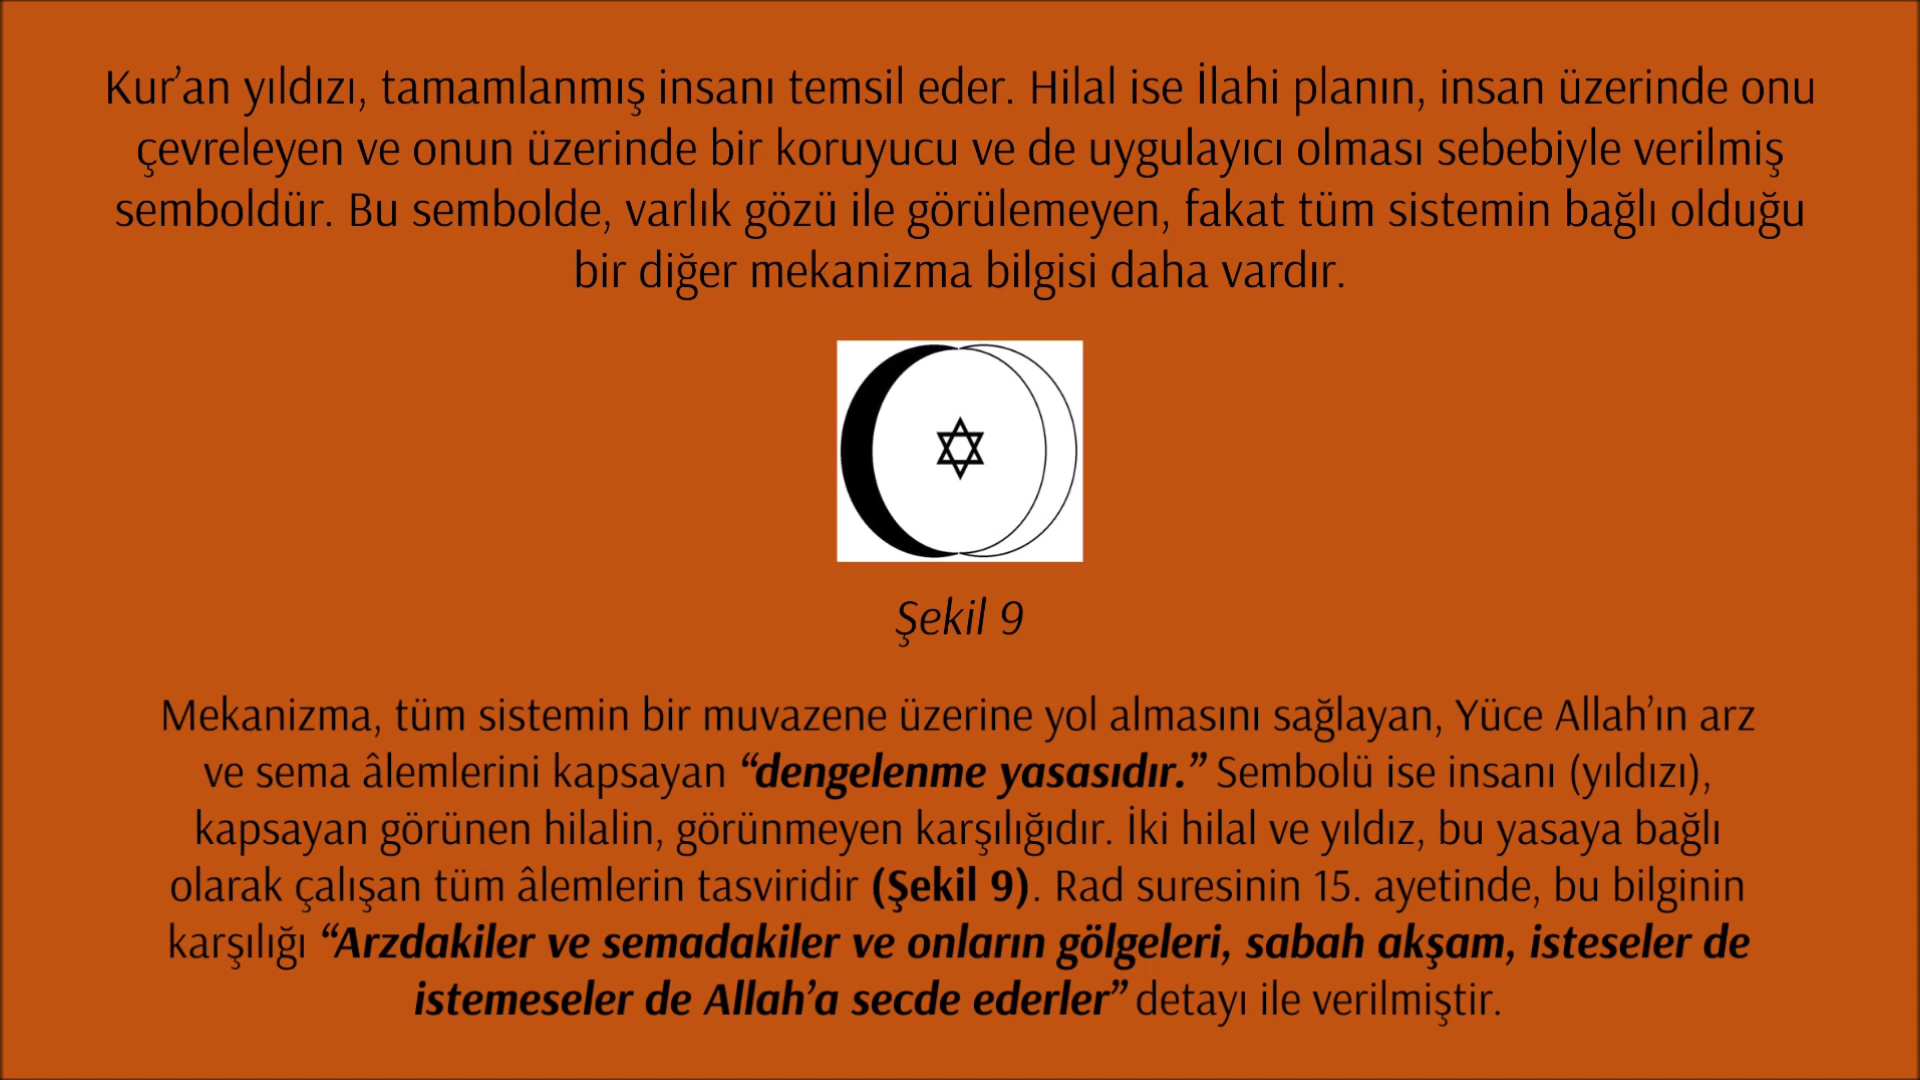 Kur’an yıldızı, tamamlanmış insanı temsil eder. Hilal ise İlahi planın, insan üzerinde onu
çevreleyen ve onun üzerinde bir koruyucu ve de uygulayıcı olması sebebiyle verilmiş
semboldür. Bu sembolde, varlık gözü ile görülemeyen, fakat tüm sistemin bağlı olduğu
bir diğer mekanizma bilgisi daha vardır.
Şekil 9
Mekanizma, tüm sistemin bir muvazene üzerine yol almasını sağlayan, Yüce Allah’ın arz
ve sema âlemlerini kapsayan “dengelenme yasasıdır.” Sembolü ise insanı (yıldızı),
kapsayan görünen hilalin, görünmeyen karşılığıdır. İki hilal ve yıldız, bu yasaya bağlı
olarak çalışan tüm âlemlerin tasviridir (Şekil 9). Rad suresinin 15. ayetinde, bu bilginin
karşılığı “Arzdakiler ve semadakiler ve onların gölgeleri, sabah akşam, isteseler de
istemeseler de Allah’a secde ederler” detayı ile verilmiştir.